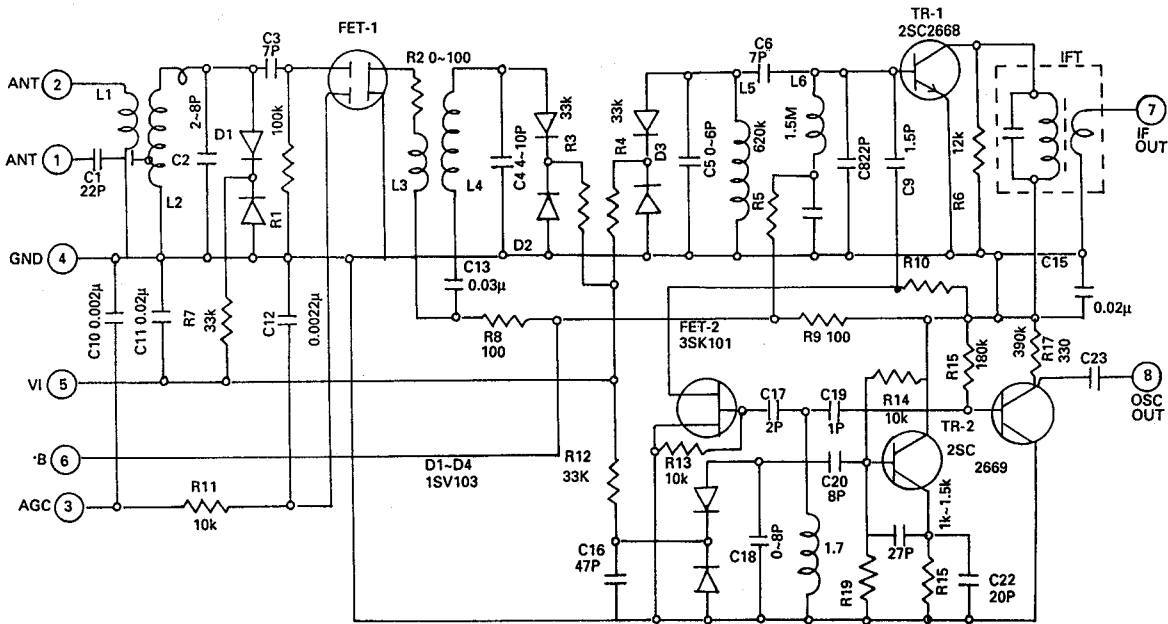 TR-1
2SC2668
FET-1
C3
7P
C6
7P
R2 0~100
IFT
ANT 2
L1
2~8P
100k
33k
33k
L5
L6
7
IF
OUT
D1
R3
R4
D3
C5 0~6P
620k
1.5M
C822P
1.5P
12k
ANT 1
C1
22P
C2
L2
R1
L3
L4
C4 4~10P
R5
C9
R6
D2
GND 4
C13
0.03μ
C15
R10
0.02μ
C10 0.002μ
C11 0.02μ
R7
33k
C12
0.0022μ
R8
100
FET-2
3SK101
R9 100
R15
180k
390k
R17
330
C23
8
OSC
OUT
VI 5
C17
2P
C19
1P
R14
10k
TR-2
2SC
2669
·B 6
D1~D4
1SV103
R12
33K
R13
10k
C20
8P
1k~1.5k
AGC 3
R11
10k
C16
47P
C18
0~8P
1.7
27P
R19
R15
C22
20P